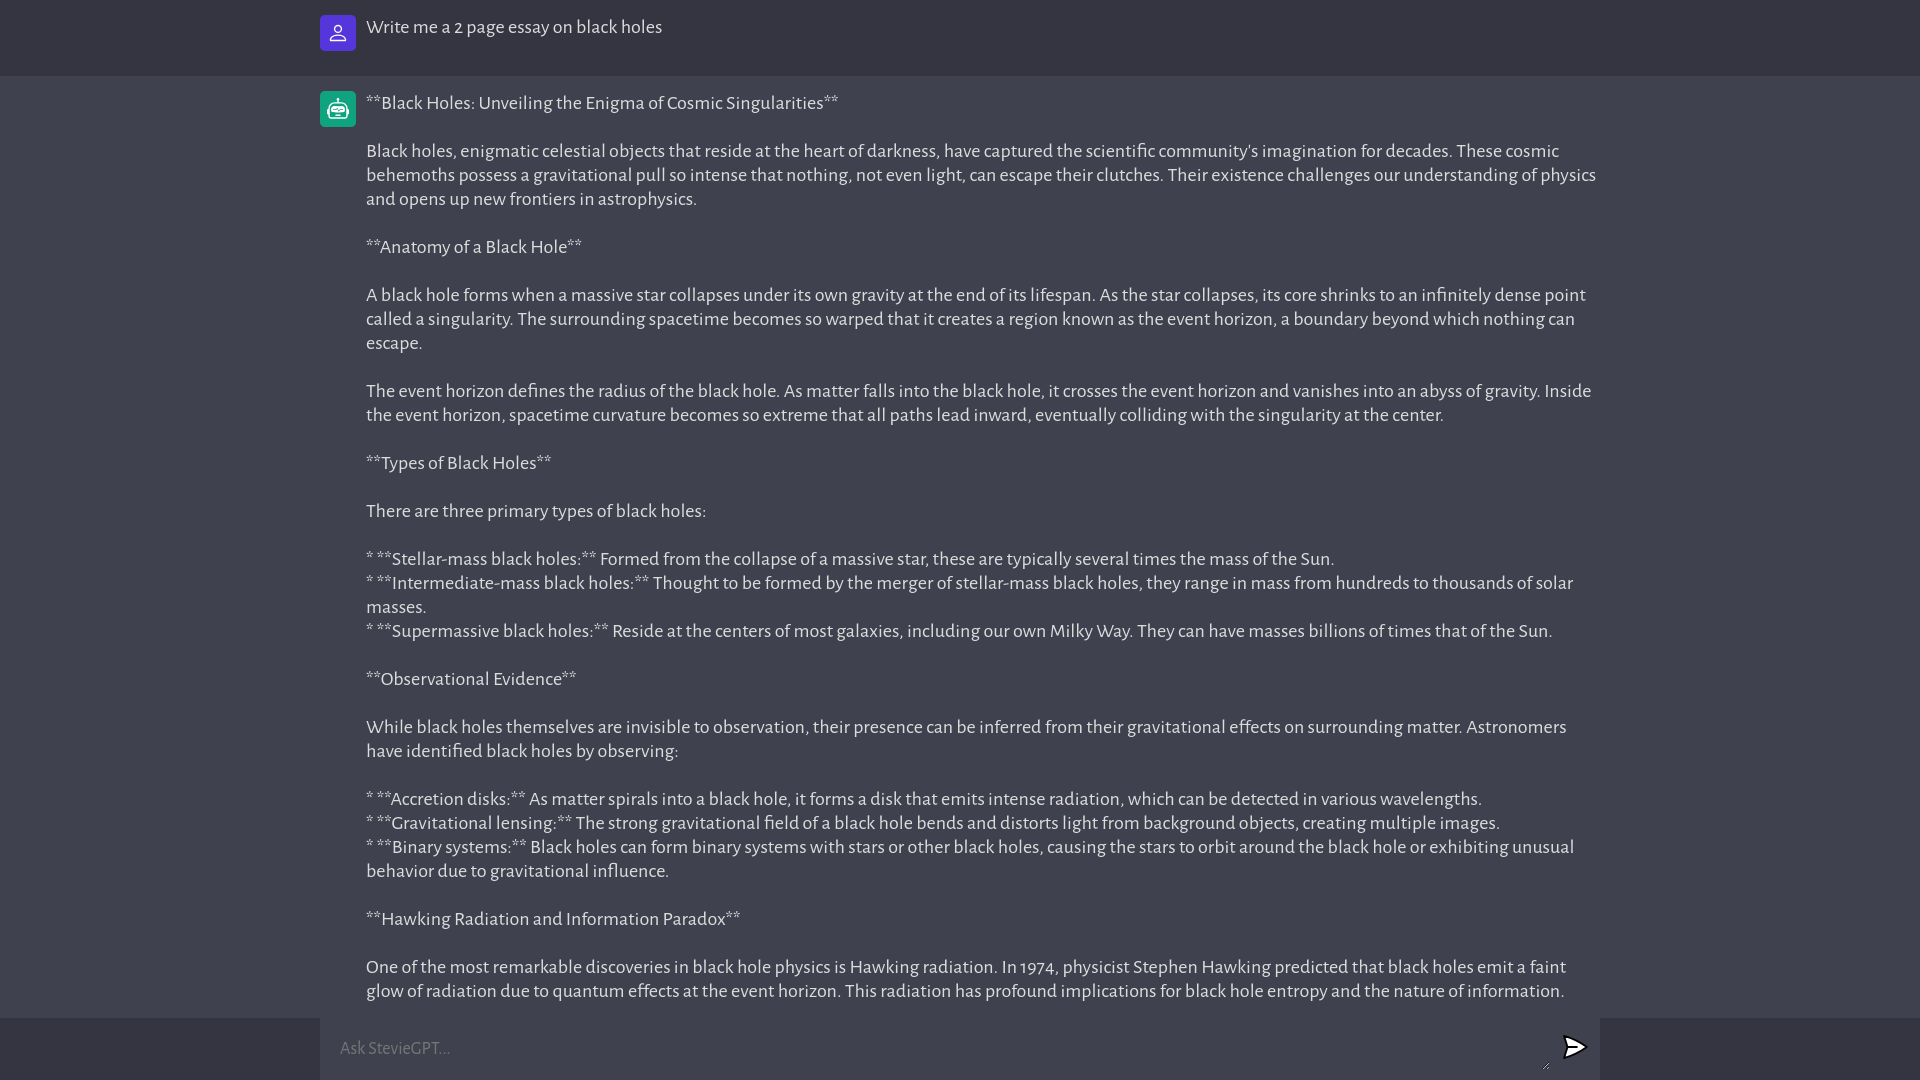 Write me a 2 page essay on black holes
**Black Holes: Unveiling the Enigma of Cosmic Singularities**
Black holes, enigmatic celestial objects that reside at the heart of darkness, have captured the scientific community's imagination for decades. These cosmic
behemoths possess a gravitational pull so intense that nothing, not even light, can escape their clutches. Their existence challenges our understanding of physics
and opens up new frontiers in astrophysics.
**Anatomy of a Black Hole**
A black hole forms when a massive star collapses under its own gravity at the end of its lifespan. As the star collapses, its core shrinks to an infinitely dense point
called a singularity. The surrounding spacetime becomes so warped that it creates a region known as the event horizon, a boundary beyond which nothing can
escape.
The event horizon defines the radius of the black hole. As matter falls into the black hole, it crosses the event horizon and vanishes into an abyss of gravity. Inside
the event horizon, spacetime curvature becomes so extreme that all paths lead inward, eventually colliding with the singularity at the center.
**Types of Black Holes**
There are three primary types of black holes:
* **Stellar-mass black holes:** Formed from the collapse of a massive star, these are typically several times the mass of the Sun.
* **Intermediate-mass black holes:** Thought to be formed by the merger of stellar-mass black holes, they range in mass from hundreds to thousands of solar
masses.
* **Supermassive black holes:** Reside at the centers of most galaxies, including our own Milky Way. They can have masses billions of times that of the Sun.
**Observational Evidence**
While black holes themselves are invisible to observation, their presence can be inferred from their gravitational effects on surrounding matter. Astronomers
have identified black holes by observing:
* **Accretion disks:** As matter spirals into a black hole, it forms a disk that emits intense radiation, which can be detected in various wavelengths.
* **Gravitational lensing:** The strong gravitational field of a black hole bends and distorts light from background objects, creating multiple images.
* **Binary systems:** Black holes can form binary systems with stars or other black holes, causing the stars to orbit around the black hole or exhibiting unusual
behavior due to gravitational influence.
**Hawking Radiation and Information Paradox**
One of the most remarkable discoveries in black hole physics is Hawking radiation. In 1974, physicist Stephen Hawking predicted that black holes emit a faint
glow of radiation due to quantum effects at the event horizon. This radiation has profound implications for black hole entropy and the nature of information.
Ask StevieGPT...